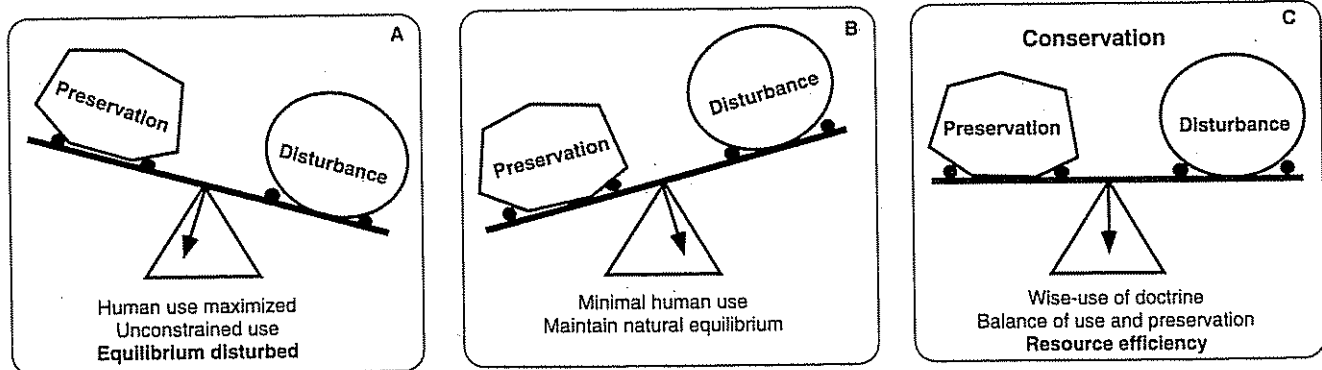 A
Preservation
Disturbance
Human use maximized
Unconstrained use
Equilibrium disturbed
B
Disturbance
Preservation
Minimal human use
Maintain natural equilibrium
C
Conservation
Preservation
Disturbance
Wise-use of doctrine
Balance of use and preservation
Resource efficiency